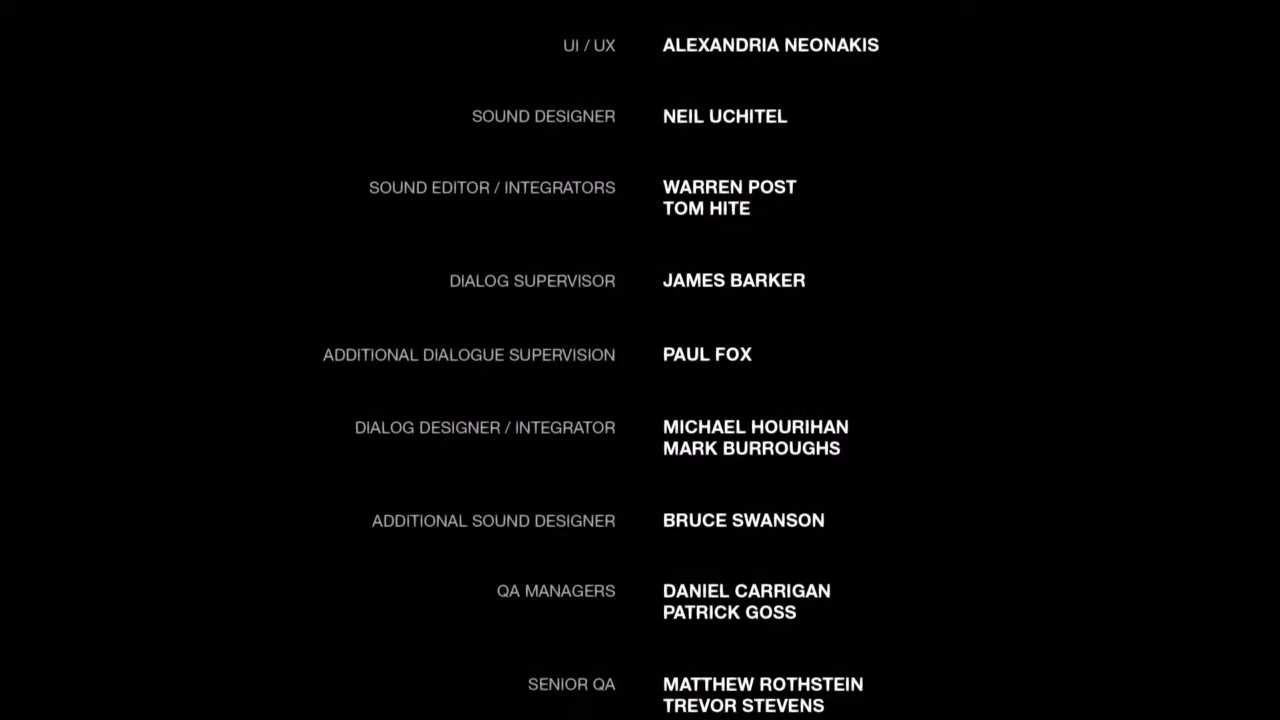 UI / UX ALEXANDRIA NEONAKIS
SOUND DESIGNER NEIL UCHITEL
SOUND EDITOR / INTEGRATORS WARREN POST
TOM HITE
DIALOG SUPERVISOR JAMES BARKER
ADDITIONAL DIALOGUE SUPERVISION PAUL FOX
DIALOG DESIGNER / INTEGRATOR MICHAEL HOURIHAN
MARK BURROUGHS
ADDITIONAL SOUND DESIGNER BRUCE SWANSON
QA MANAGERS DANIEL CARRIGAN
PATRICK GOSS
SENIOR QA MATTHEW ROTHSTEIN
TREVOR STEVENS